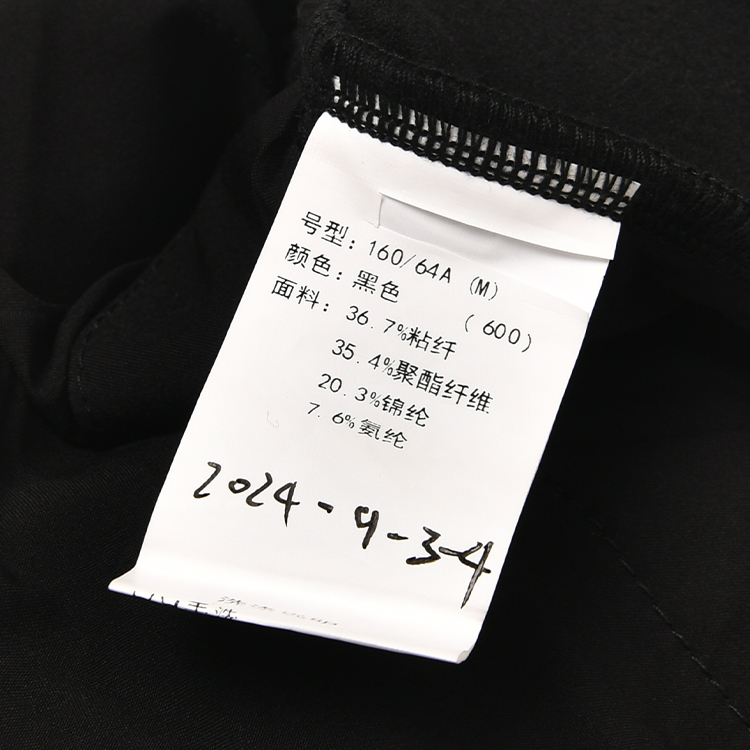 号型：160/64A (M)
颜色：黑色 (600)
面料：36.7%粘纤
35.4%聚酯纤维
20.3%锦纶
7.6%氨纶
2024-9-3-4